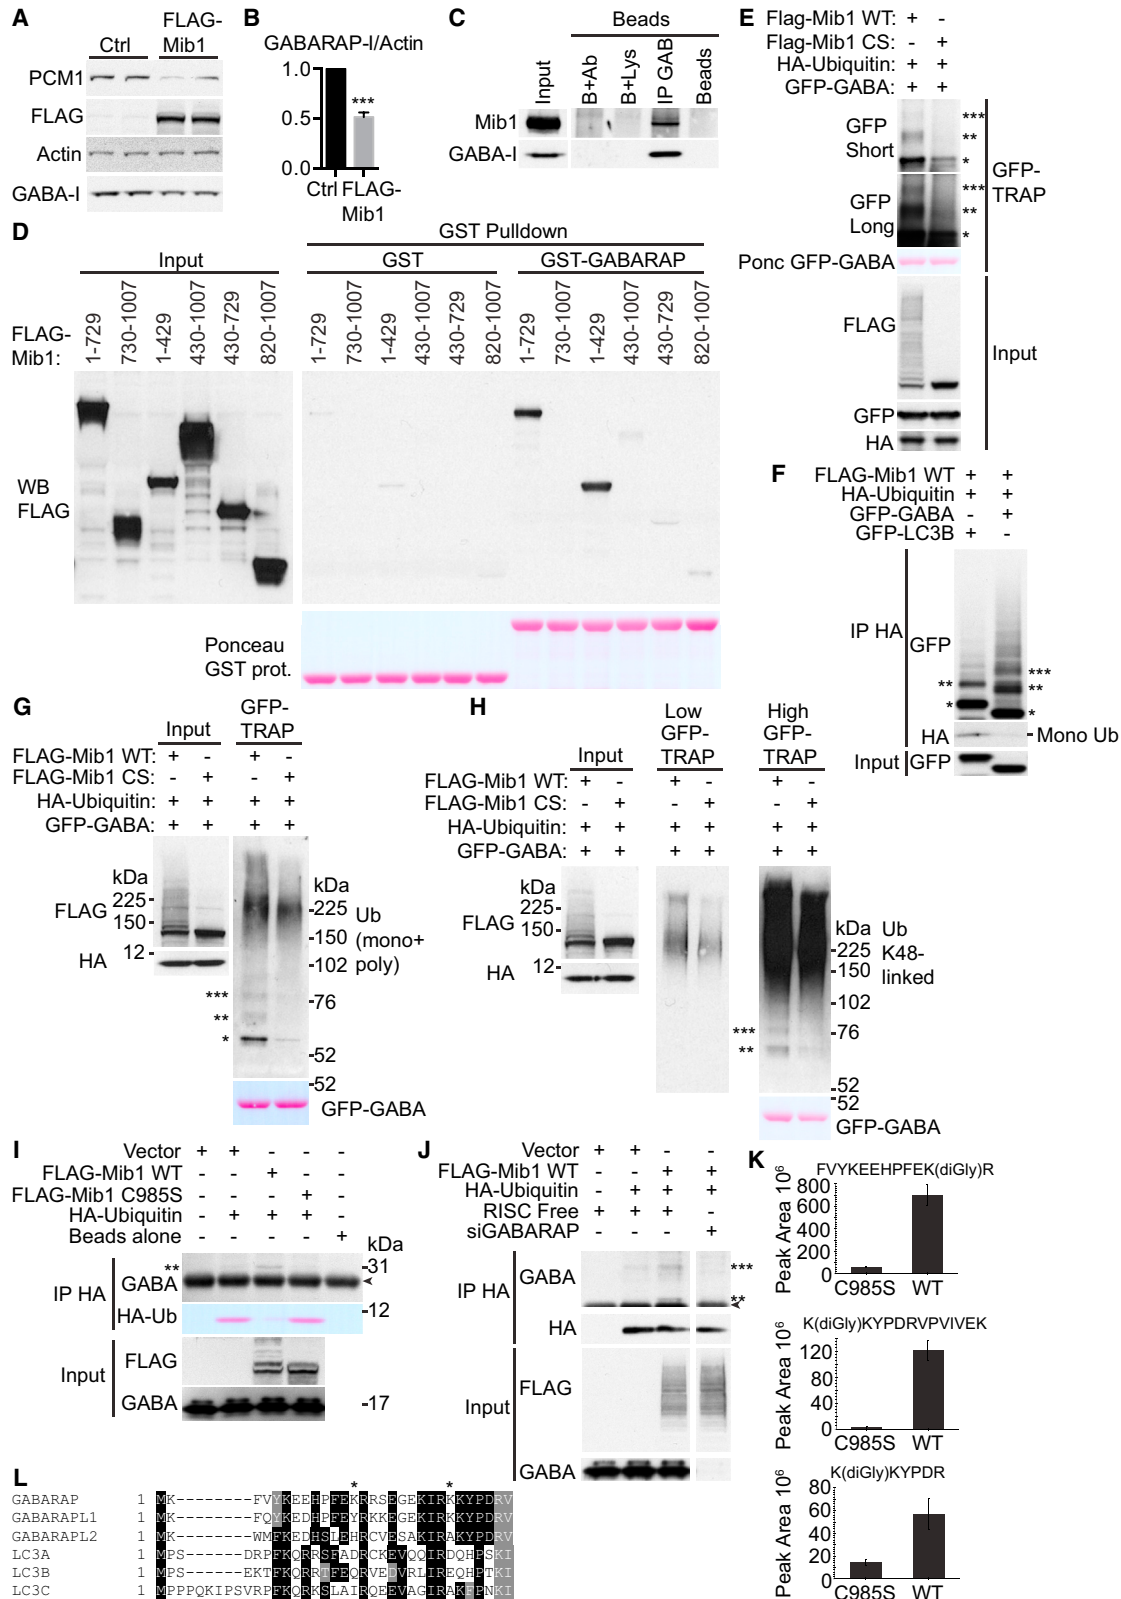 A
FLAG-
Ctrl Mib1
PCM1
FLAG
Actin
GABA-I
B
GABARAP-I/Actin
1.0
***
0.5
0.0
Ctrl FLAG-
Mib1
C
Beads
Input B+Ab B+Lys IP GAB Beads
Mib1
GABA-I
D
GST Pulldown
Input GST GST-GABARAP
FLAG-
Mib1:
1-729 730-1007 1-429 430-1007 430-729 820-1007
1-729 730-1007 1-429 430-1007 430-729 820-1007
1-729 730-1007 1-429 430-1007 430-729 820-1007
WB
FLAG
Ponceau
GST prot.
E
Flag-Mib1 WT: + -
Flag-Mib1 CS: - +
HA-Ubiquitin: + +
GFP-GABA: + +
GFP
Short
***
**
*
GFP
Long
***
**
*
GFP-
TRAP
Ponc GFP-GABA
FLAG
Input
GFP
HA
F
FLAG-Mib1 WT + +
HA-Ubiquitin + +
GFP-GABA - +
GFP-LC3B + -
IP HA
GFP
** ***
* **
*
HA - Mono Ub
Input GFP
G
Input GFP-
TRAP
FLAG-Mib1 WT: + - + -
FLAG-Mib1 CS: - + - +
HA-Ubiquitin: + + + +
GFP-GABA: + + + +
kDa
FLAG 225-
150-
12-
HA
***
**
*
kDa
-225
-150
-102
-76
-52
-52
Ub
(mono+
poly)
GFP-GABA
H
Input
Low
GFP-
TRAP
High
GFP-
TRAP
FLAG-Mib1 WT: + - + - + -
FLAG-Mib1 CS: - + - + - +
HA-Ubiquitin: + + + + + +
GFP-GABA: + + + + + +
kDa
225-
FLAG
150-
12-
HA
***
**
kDa
-225
-150
-102
-76
-52
-52
Ub
K48-
linked
GFP-GABA
I
Vector + + - - -
FLAG-Mib1 WT - - + - -
FLAG-Mib1 C985S - - - + -
HA-Ubiquitin - + + + -
Beads alone - - - - +
kDa
IP HA
**
GABA
-31
HA-Ub -12
Input
FLAG
GABA -17
J
Vector + + - -
FLAG-Mib1 WT - - + +
HA-Ubiquitin - + + +
RISC Free + + + -
siGABARAP - - - +
IP HA
GABA
***
**
HA
Input
FLAG
GABA
K
FVYKEEHPFEK(diGly)R
Peak Area 10⁶
800
600
400
200
0
C985S WT
K(diGly)KYPDRVPVIVEK
Peak Area 10⁶
120
80
40
0
C985S WT
K(diGly)KYPDR
Peak Area 10⁶
80
60
40
20
0
C985S WT
L
* *
GABARAP 1 MK--------FVYKEEHPFEKRRSEGEKIRKKYPDRV
GABARAPL1 1 MK--------FQYKEDHPFEYRKKEGEKIRKKYPDRV
GABARAPL2 1 MK--------WMFKEDHSLEHRCVESAKIRAKYPDRV
LC3A 1 MPS------DRPFKQRRSFADRCKEVQQIRDQHPSKI
LC3B 1 MPS------EKTFKQRRTFEQRVEDVRLIREQHPTKI
LC3C 1 MPPPQKIPSVRPFKQRKSLAIRQEEVAGIRAKFPNKI